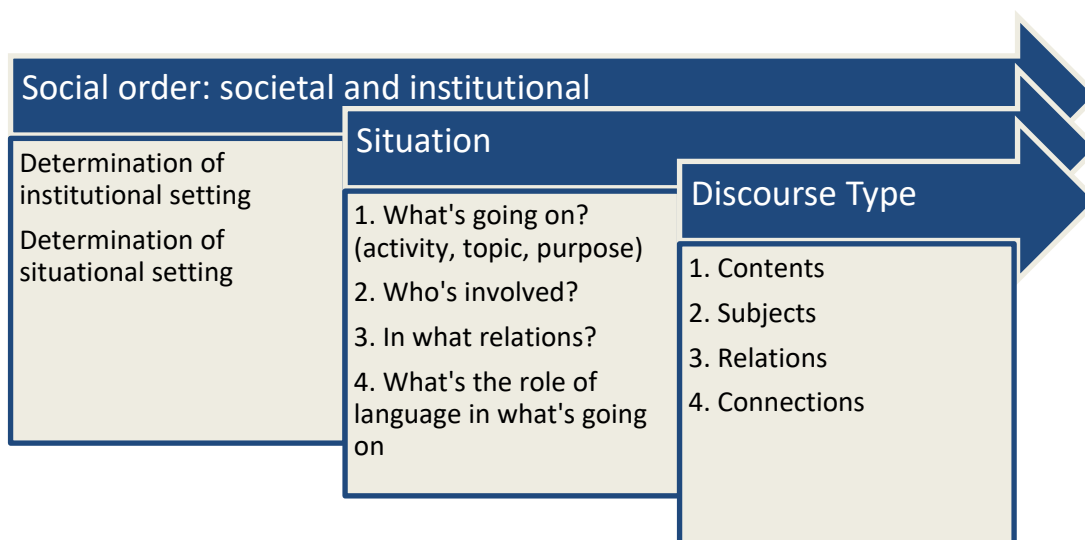 Social order: societal and institutional
Determination of
institutional setting
Determination of
situational setting
Situation
1. What's going on?
(activity, topic, purpose)
2. Who's involved?
3. In what relations?
4. What's the role of
language in what's going
on
Discourse Type
1. Contents
2. Subjects
3. Relations
4. Connections